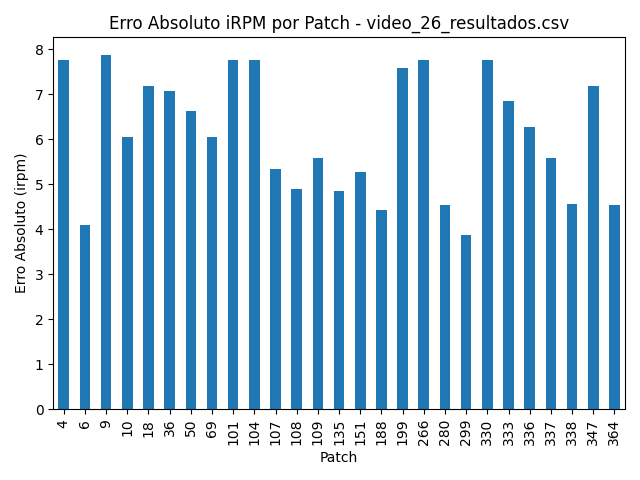 Erro Absoluto iRPM por Patch - video_26_resultados.csv
Erro Absoluto (irpm)
8
7
6
5
4
3
2
1
0
4 6 9 10 18 36 50 69 101 104 107 108 109 135 151 188 199 266 280 299 330 333 336 337 338 347 364
Patch